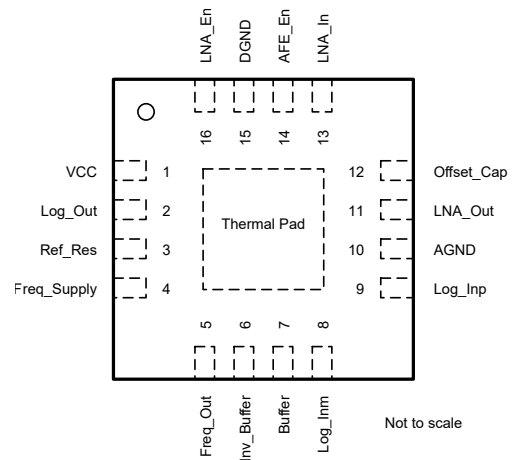 LNA_En
DGND
AFE_En
LNA_In
16
15
14
13
VCC 1
12 Offset_Cap
Log_Out 2
11 LNA_Out
Thermal Pad
Ref_Res 3
10 AGND
Freq_Supply 4
9 Log_Inp
5
6
7
8
Freq_Out
Inv_Buffer
Buffer
Log_Inm
Not to scale